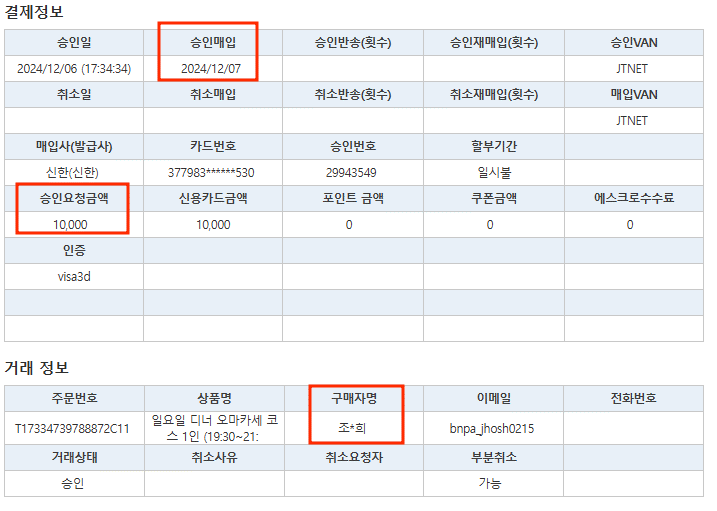 결제정보
승인일 승인매입 승인반송(횟수) 승인재매입(횟수) 승인VAN
2024/12/06 (17:34:34) 2024/12/07 JTNET
취소일 취소매입 취소반송(횟수) 취소재매입(횟수) 매입VAN
JTNET
매입사(발급사) 카드번호 승인번호 할부기간
신한(신한) 377983******530 29943549 일시불
승인요청금액 신용카드금액 포인트 금액 쿠폰금액 에스크로수수료
10,000 10,000 0 0 0
인증
visa3d
거래 정보
주문번호 상품명 구매자명 이메일 전화번호
T17334739788872C11 일요일 디너 오마카세 코스 1인 (19:30~21: 조*희 bnpa_jhosh0215
거래상태 취소사유 취소요청자 부분취소
승인 가능